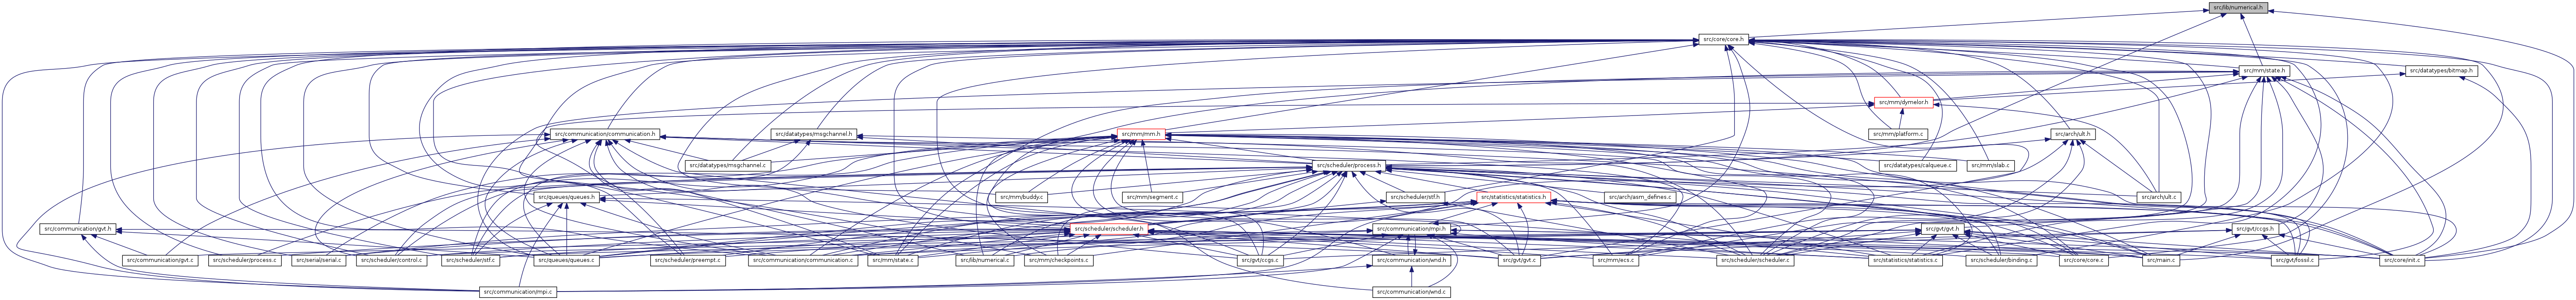 src/lib/numerical.h
src/core/core.h
src/mm/state.h
src/datatypes/bitmap.h
src/mm/dymelor.h
src/communication/communication.h
src/datatypes/msgchannel.h
src/mm/mm.h
src/mm/platform.c
src/arch/ult.h
src/datatypes/msgchannel.c
src/scheduler/process.h
src/datatypes/calqueue.c
src/mm/slab.c
src/queues/queues.h
src/mm/buddy.c
src/mm/segment.c
src/scheduler/stf.h
src/statistics/statistics.h
src/arch/asm_defines.c
src/arch/ult.c
src/communication/gvt.h
src/scheduler/scheduler.h
src/communication/mpi.h
src/gvt/gvt.h
src/gvt/ccgs.h
src/communication/gvt.c
src/scheduler/process.c
src/serial/serial.c
src/scheduler/control.c
src/scheduler/stf.c
src/queues/queues.c
src/scheduler/preempt.c
src/communication/communication.c
src/mm/state.c
src/lib/numerical.c
src/mm/checkpoints.c
src/gvt/ccgs.c
src/communication/wnd.h
src/gvt/gvt.c
src/mm/ecs.c
src/scheduler/scheduler.c
src/statistics/statistics.c
src/scheduler/binding.c
src/core/core.c
src/main.c
src/gvt/fossil.c
src/core/init.c
src/communication/mpi.c
src/communication/wnd.c